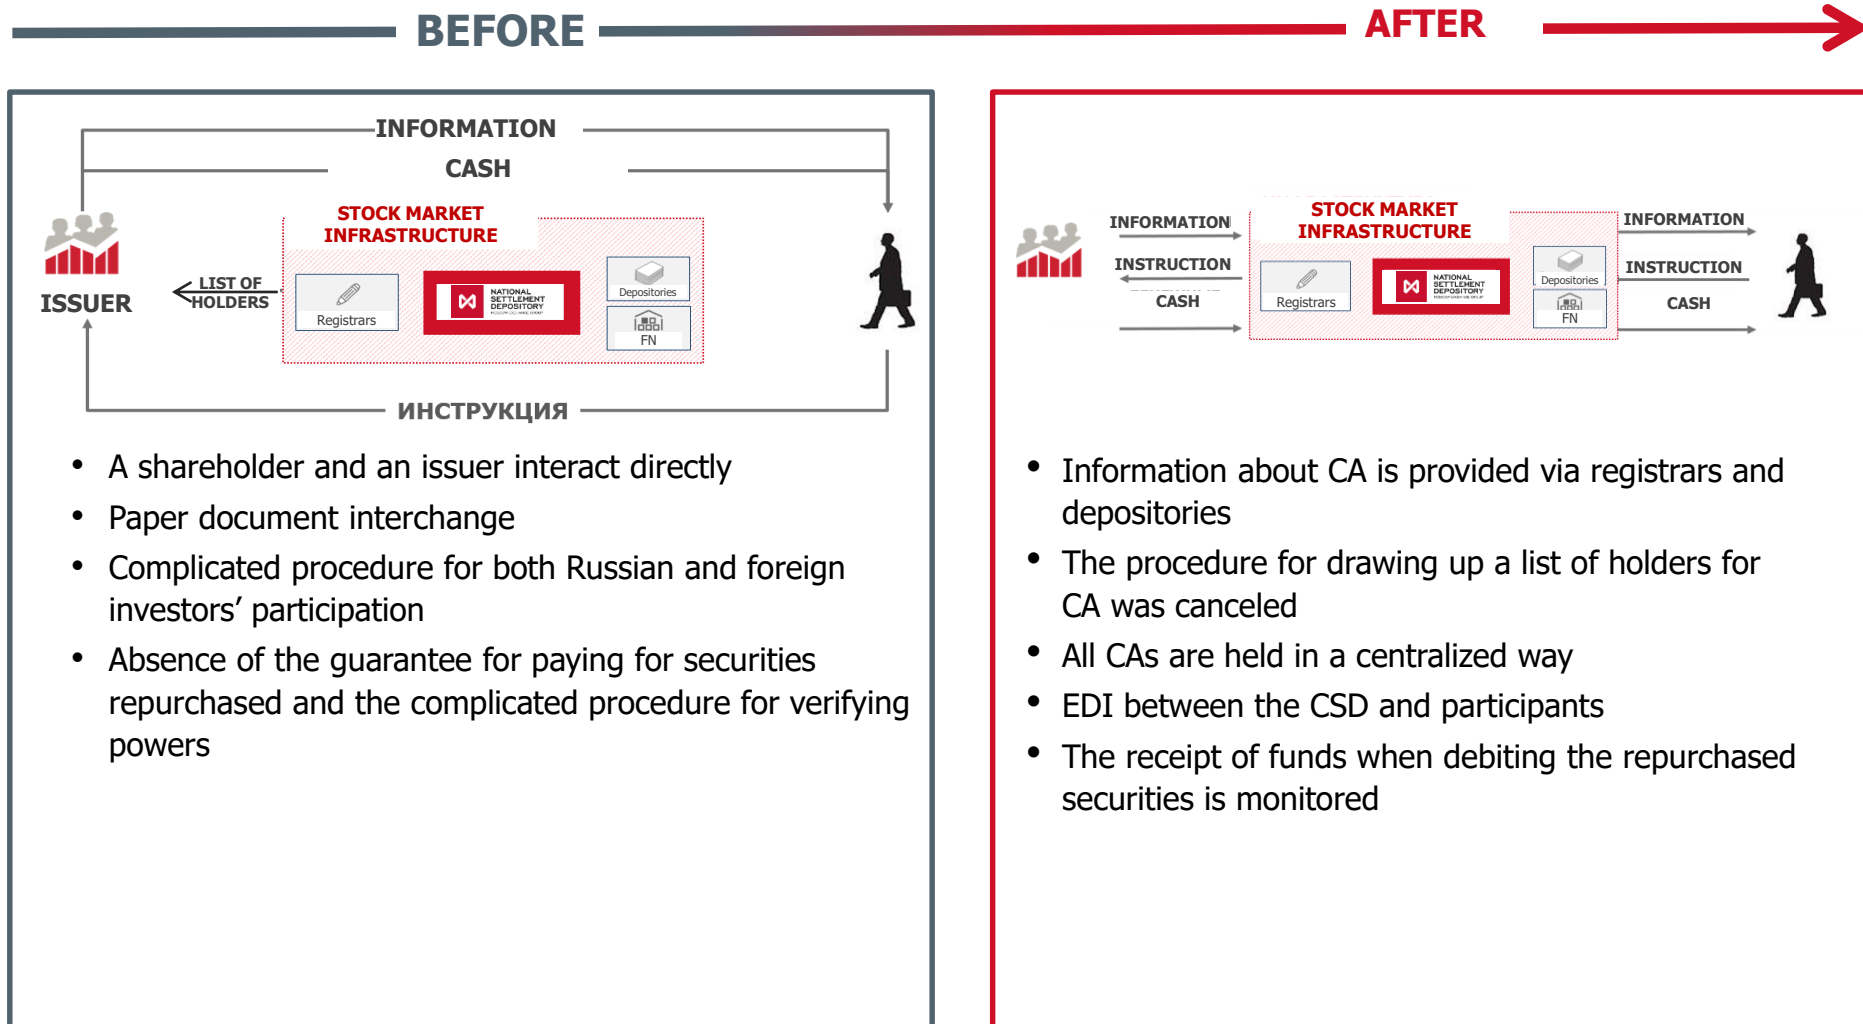 BEFORE
AFTER
INFORMATION
CASH
STOCK MARKET
INFRASTRUCTURE
LIST OF
HOLDERS
ISSUER
Registrars
NATIONAL
SETTLEMENT
DEPOSITORY
Depositories
FN
ИНСТРУКЦИЯ
• A shareholder and an issuer interact directly
• Paper document interchange
• Complicated procedure for both Russian and foreign
investors’ participation
• Absence of the guarantee for paying for securities
repurchased and the complicated procedure for verifying
powers
INFORMATION
INSTRUCTION
CASH
STOCK MARKET
INFRASTRUCTURE
Registrars
NATIONAL
SETTLEMENT
DEPOSITORY
Depositories
FN
INFORMATION
INSTRUCTION
CASH
• Information about CA is provided via registrars and
depositories
• The procedure for drawing up a list of holders for
CA was canceled
• All CAs are held in a centralized way
• EDI between the CSD and participants
• The receipt of funds when debiting the repurchased
securities is monitored